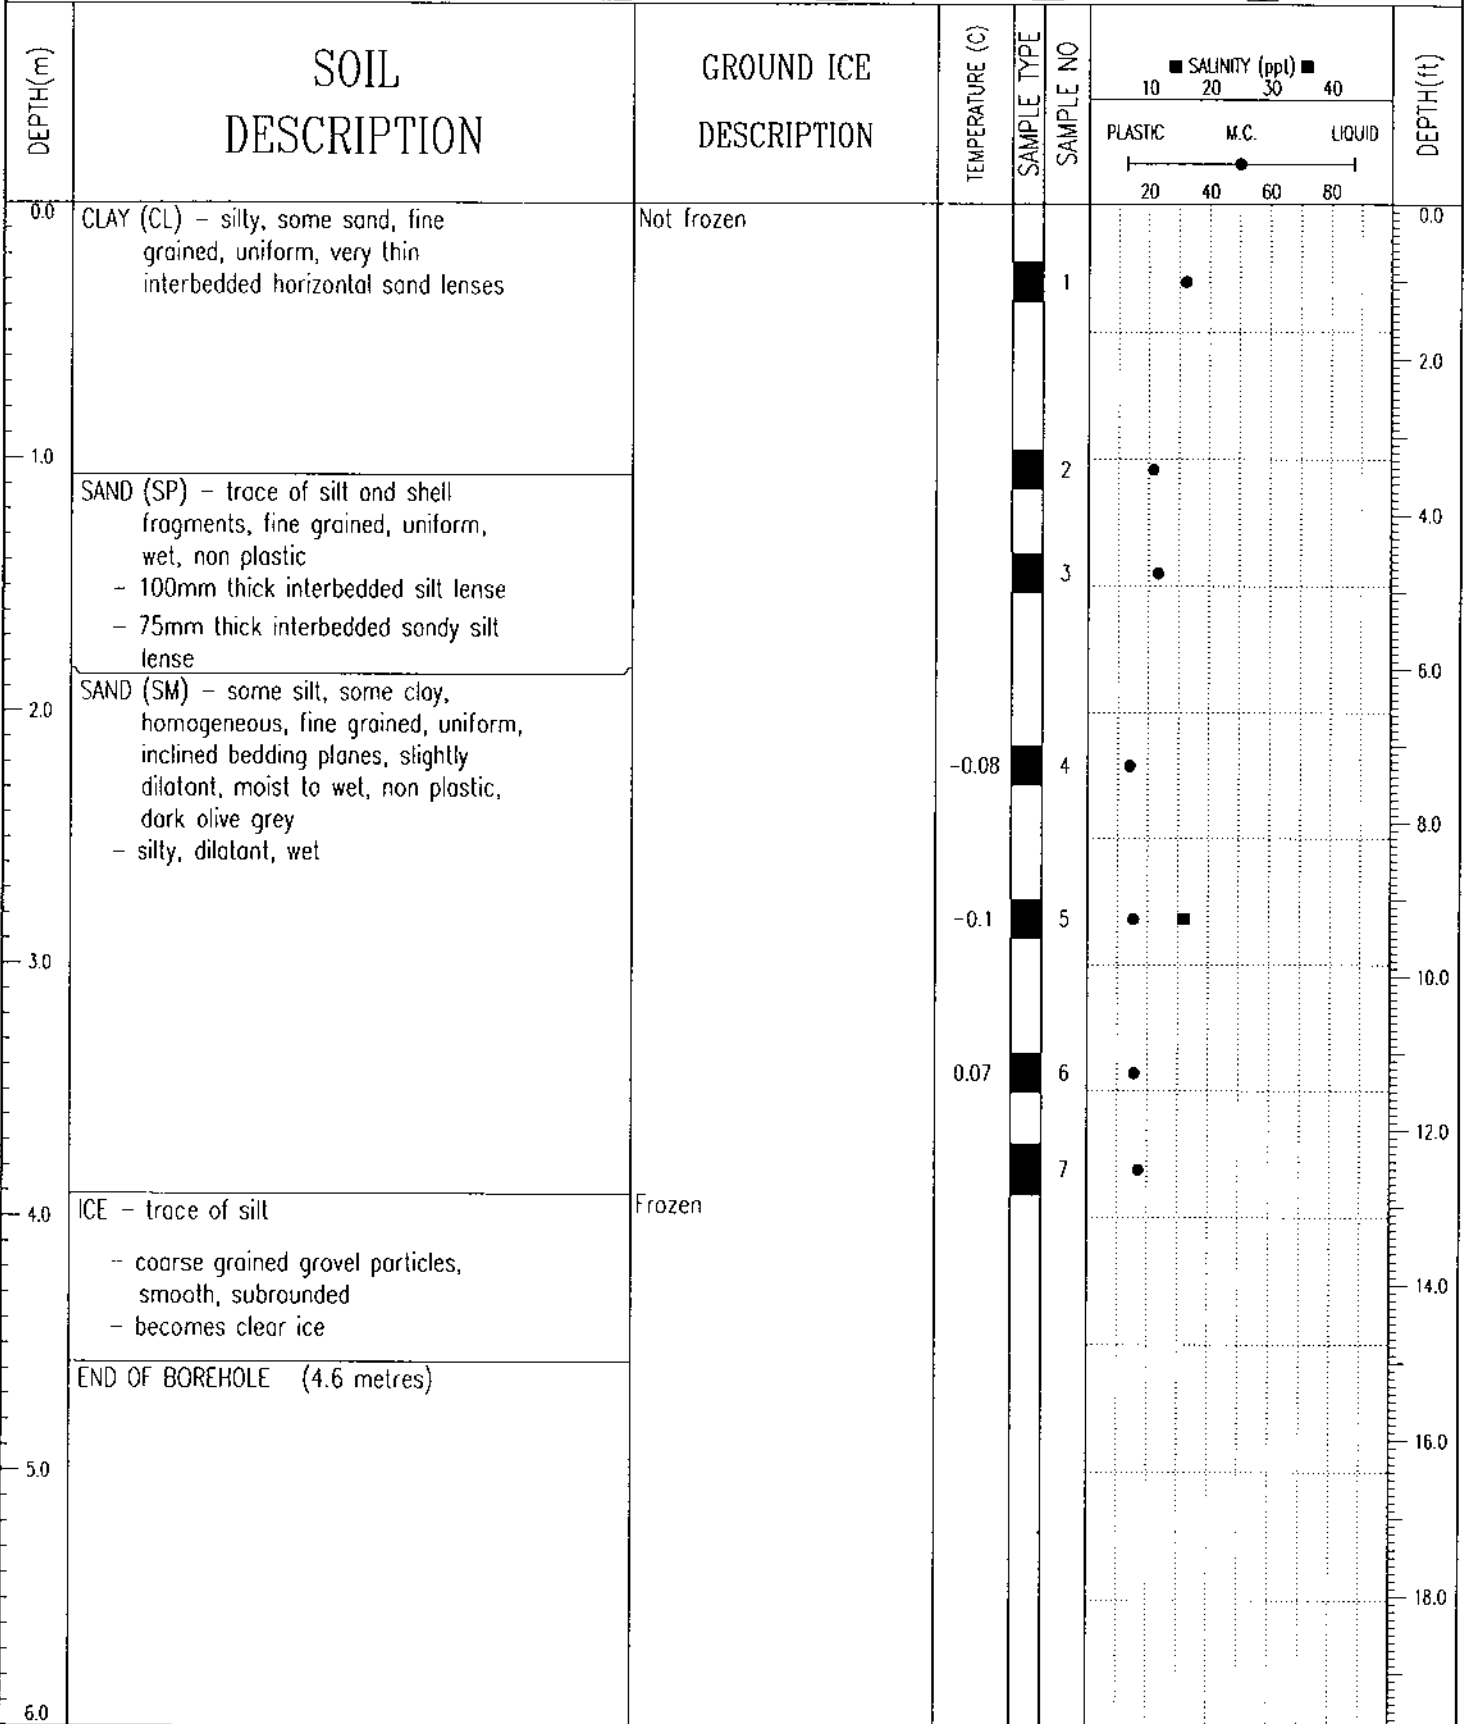 DEPTH(m)
SOIL
DESCRIPTION
GROUND ICE
DESCRIPTION
TEMPERATURE (C)
SAMPLE TYPE
SAMPLE NO
■ SALINITY (ppt) ■
10 20 30 40
PLASTIC M.C. LIQUID
20 40 60 80
DEPTH(ft)
0.0
CLAY (CL) – silty, some sand, fine
grained, uniform, very thin
interbedded horizontal sand lenses
Not frozen
0.0
1
2.0
1.0
2
SAND (SP) – trace of silt and shell
fragments, fine grained, uniform,
wet, non plastic
– 100mm thick interbedded silt lense
– 75mm thick interbedded sandy silt
lense
4.0
3
6.0
SAND (SM) – some silt, some clay,
homogeneous, fine grained, uniform,
inclined bedding planes, slightly
dilatant, moist to wet, non plastic,
dark olive grey
– silty, dilatant, wet
2.0
-0.08 4
8.0
-0.1 5
3.0
10.0
0.07 6
12.0
7
4.0
ICE – trace of silt
– coarse grained gravel particles,
smooth, subrounded
– becomes clear ice
Frozen
14.0
END OF BOREHOLE (4.6 metres)
16.0
5.0
18.0
6.0